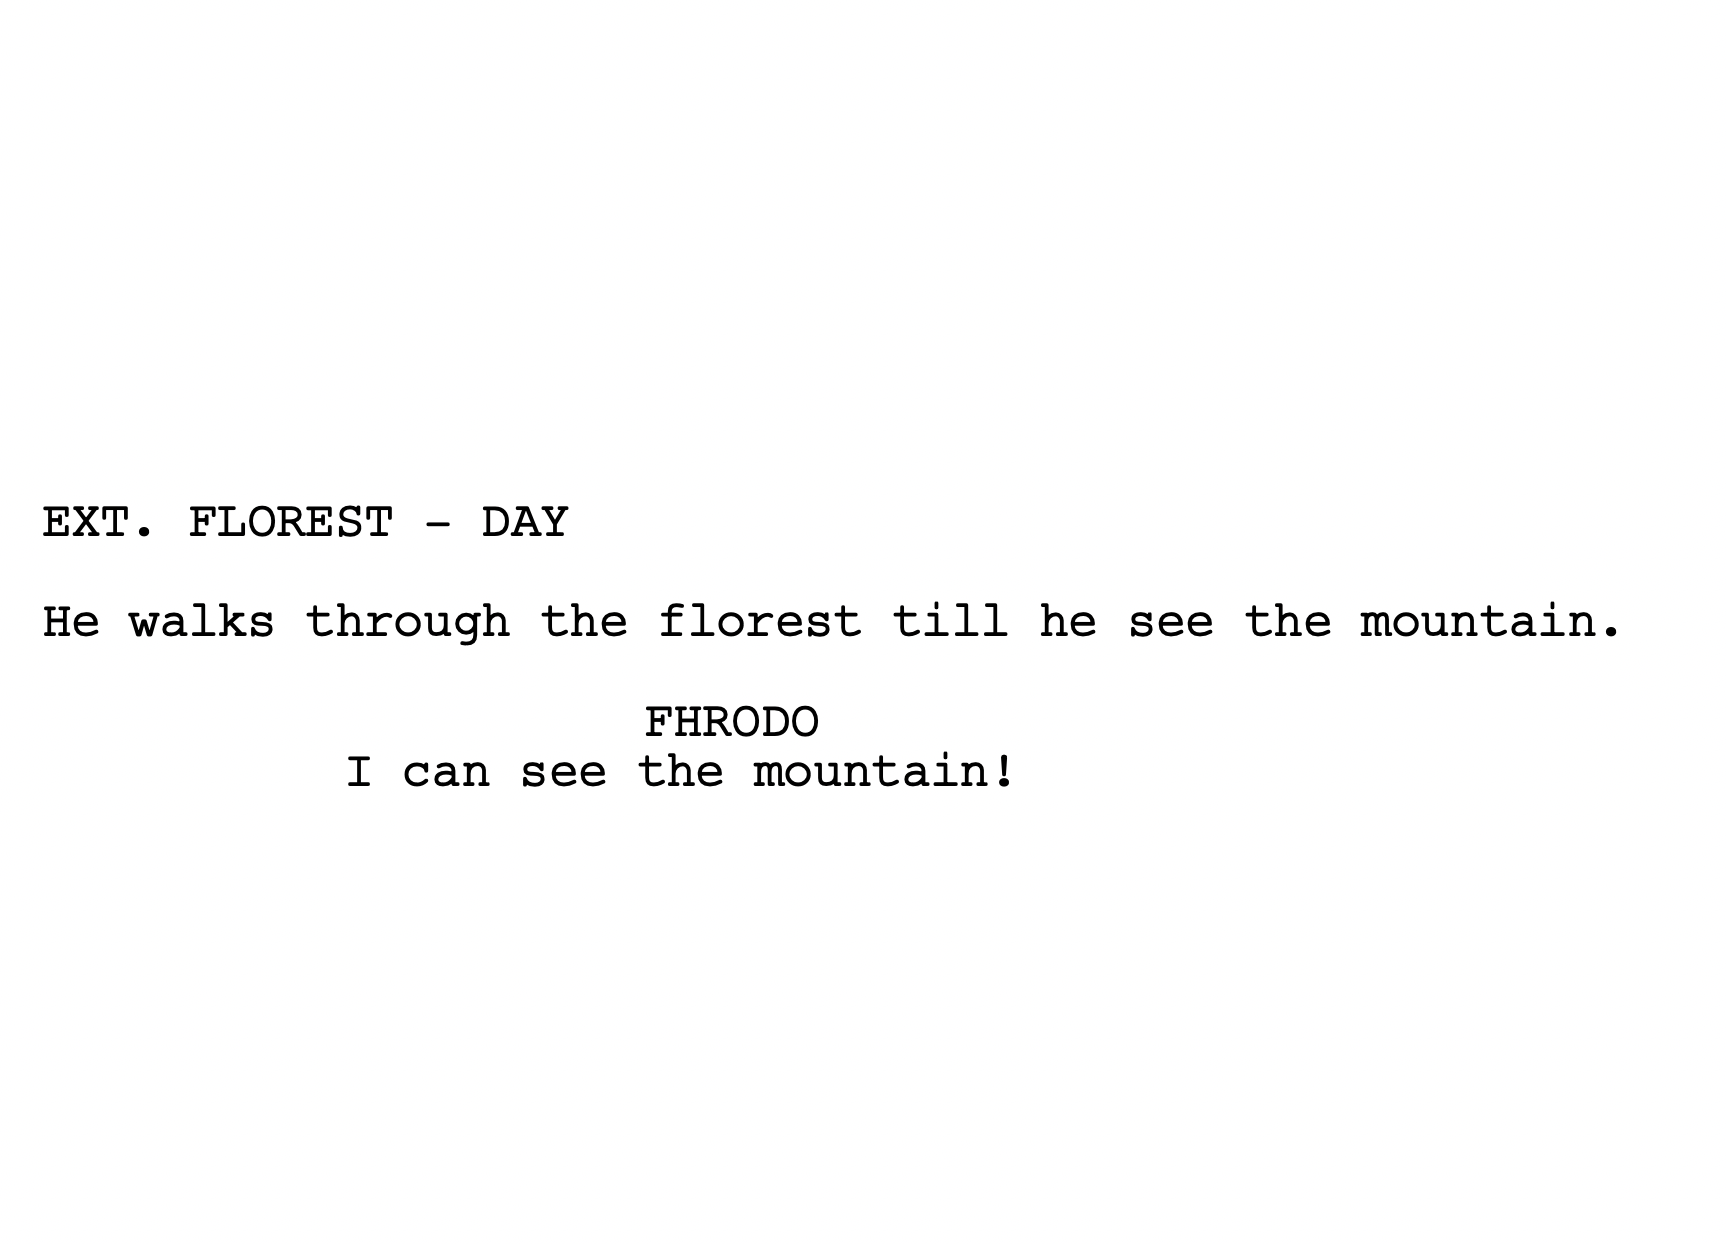 EXT. FLOREST - DAY
He walks through the florest till he see the mountain.
FHRODO
I can see the mountain!